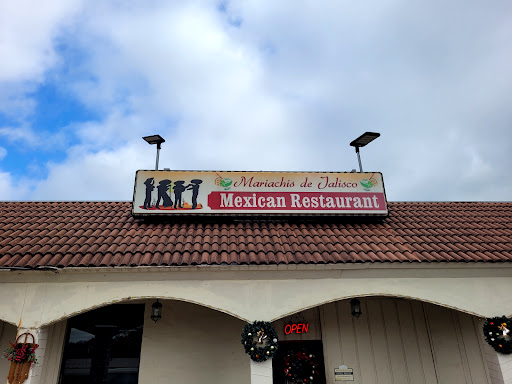 Mariachis de Jalisco
Mexican Restaurant
OPEN